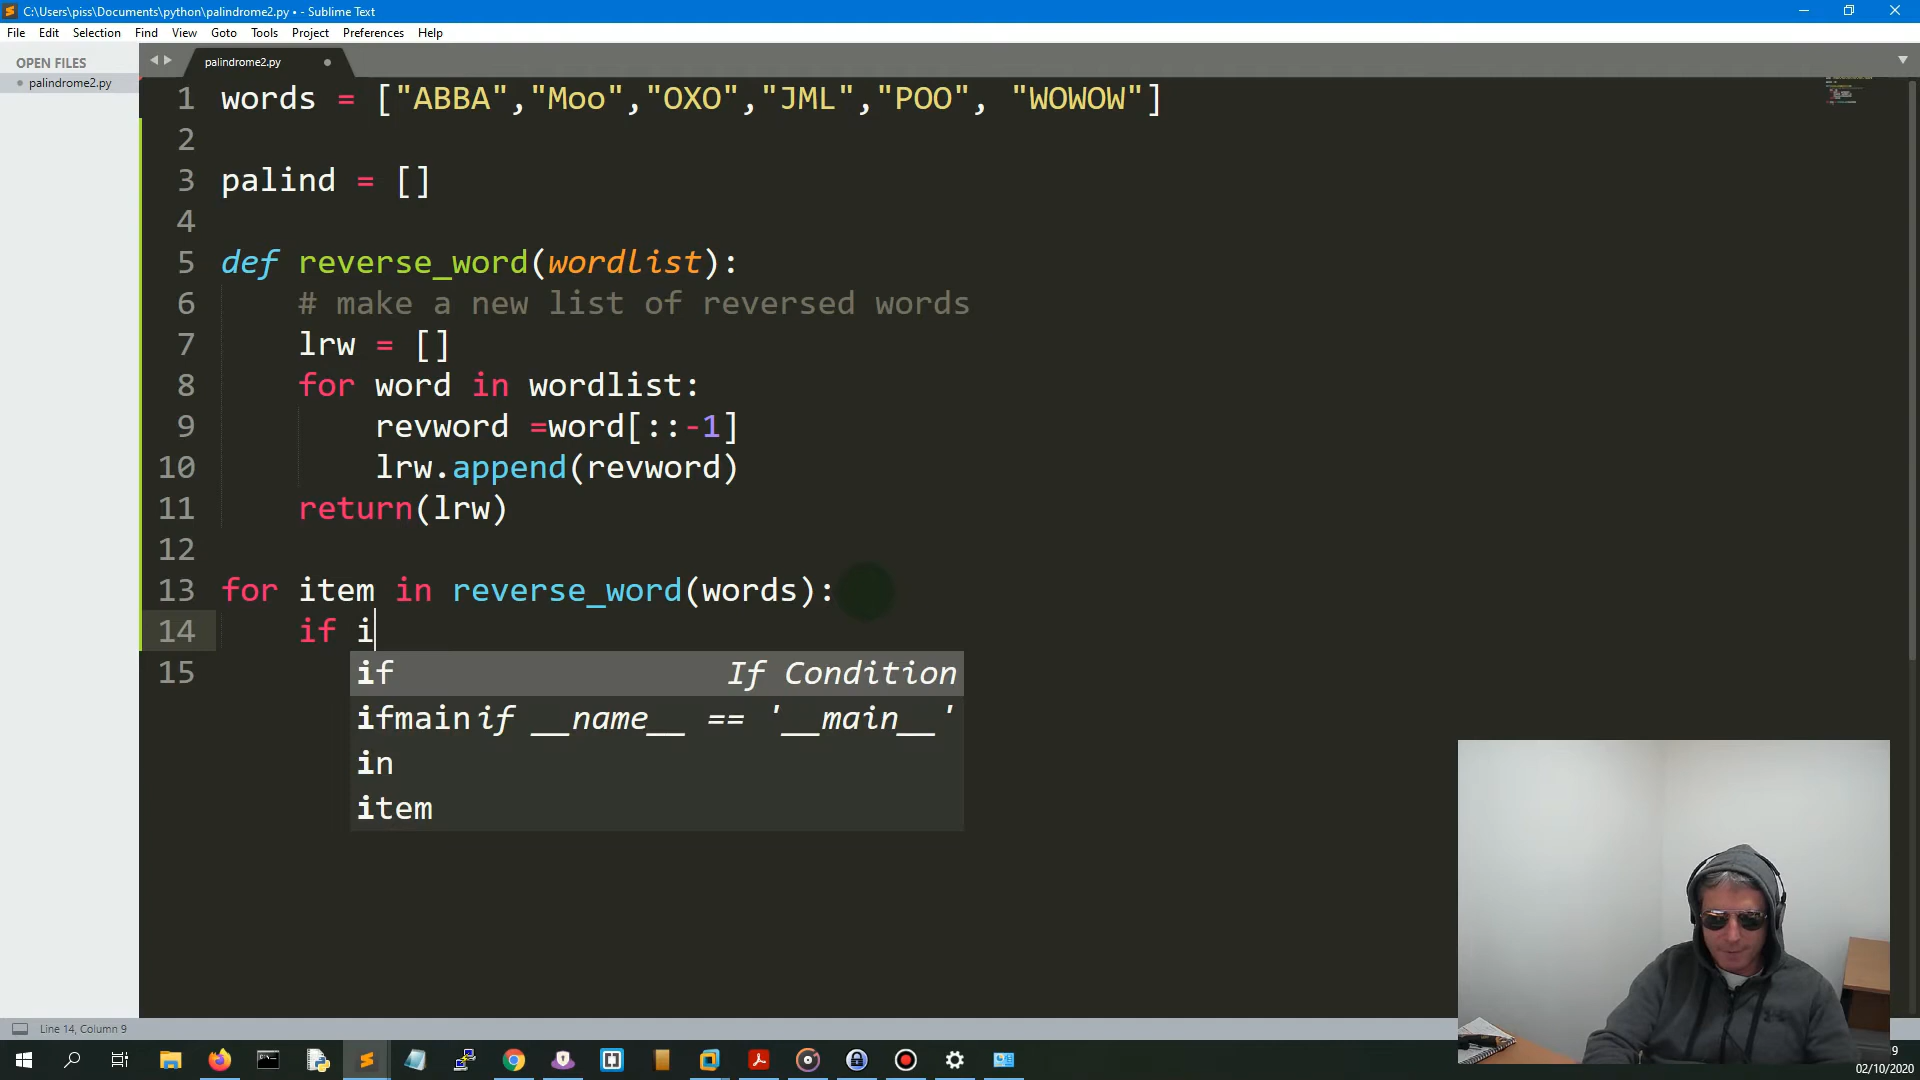 C:\Users\piss\Documents\python\palindrome2.py • - Sublime Text
File Edit Selection Find View Goto Tools Project Preferences Help
OPEN FILES
palindrome2.py
palindrome2.py
1 words = ["ABBA","Moo","OXO","JML","POO", "WOWOW"]
2
3 palind = []
4
5 def reverse_word(wordlist):
6 # make a new list of reversed words
7 lrw = []
8 for word in wordlist:
9 revword =word[::-1]
10 lrw.append(revword)
11 return(lrw)
12
13 for item in reverse_word(words):
14 if i
15
if If Condition
ifmain if __name__ == '__main__'
in
item
Line 14, Column 9
9
02/10/2020